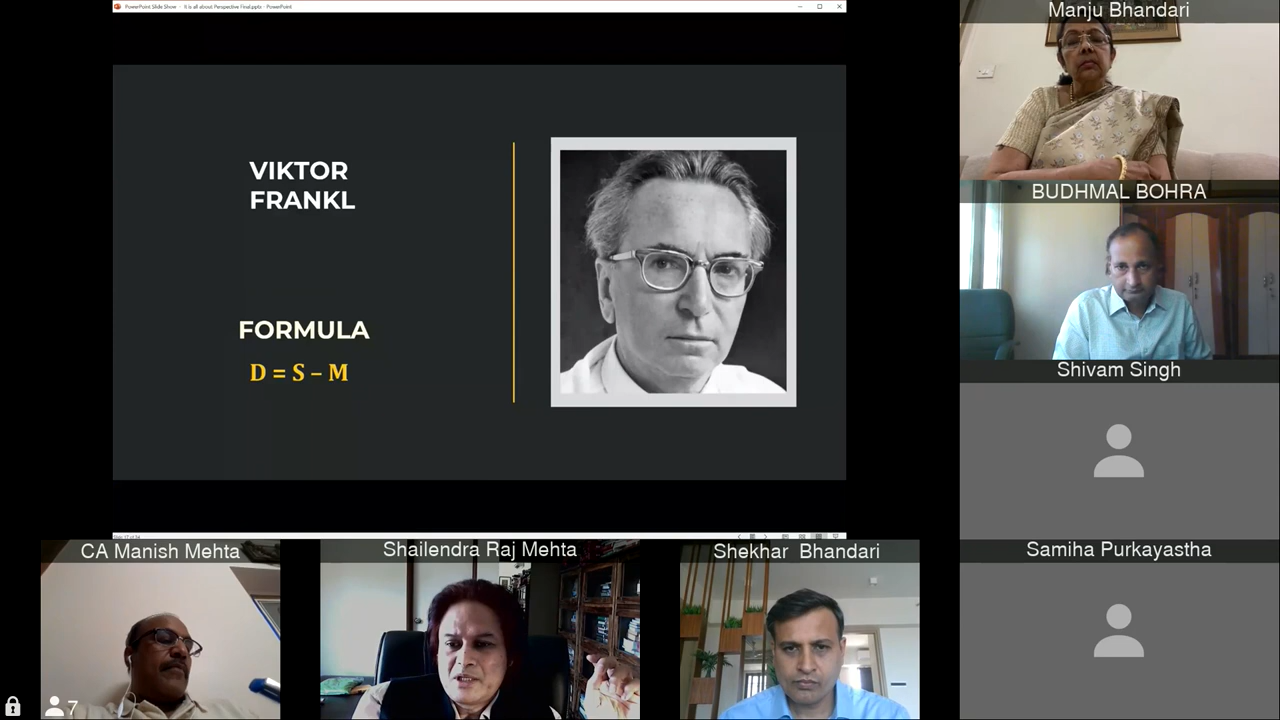 PowerPoint Slide Show - It is all about Perspective Final.pptx - PowerPoint
VIKTOR
FRANKL
FORMULA
D = S – M
Manju Bhandari
BUDHMAL BOHRA
Shivam Singh
Samiha Purkayastha
CA Manish Mehta
Shailendra Raj Mehta
Shekhar Bhandari
7